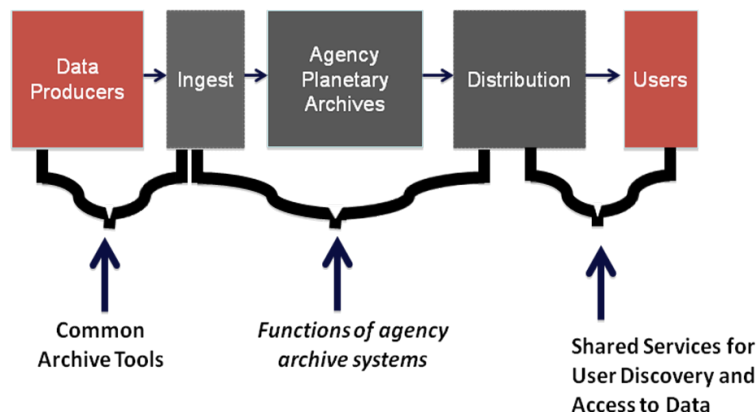 Data
Producers
Ingest
Agency
Planetary
Archives
Distribution
Users
Common
Archive Tools
Functions of agency
archive systems
Shared Services for
User Discovery and
Access to Data